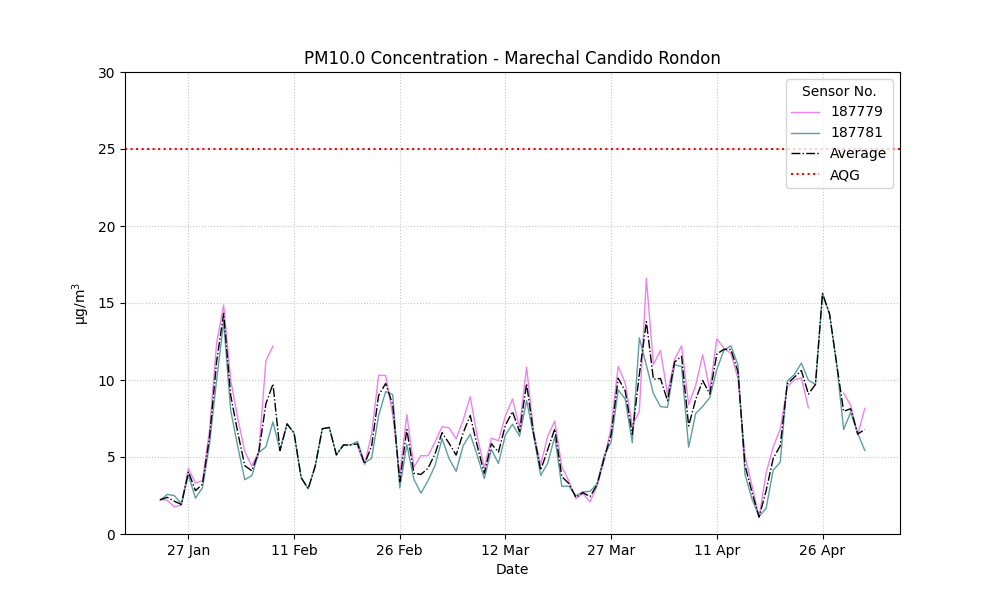 PM10.0 Concentration - Marechal Candido Rondon
30
25
20
15
10
5
0
µg/m³
27 Jan
11 Feb
26 Feb
12 Mar
27 Mar
11 Apr
26 Apr
Date
Sensor No.
187779
187781
Average
AQG